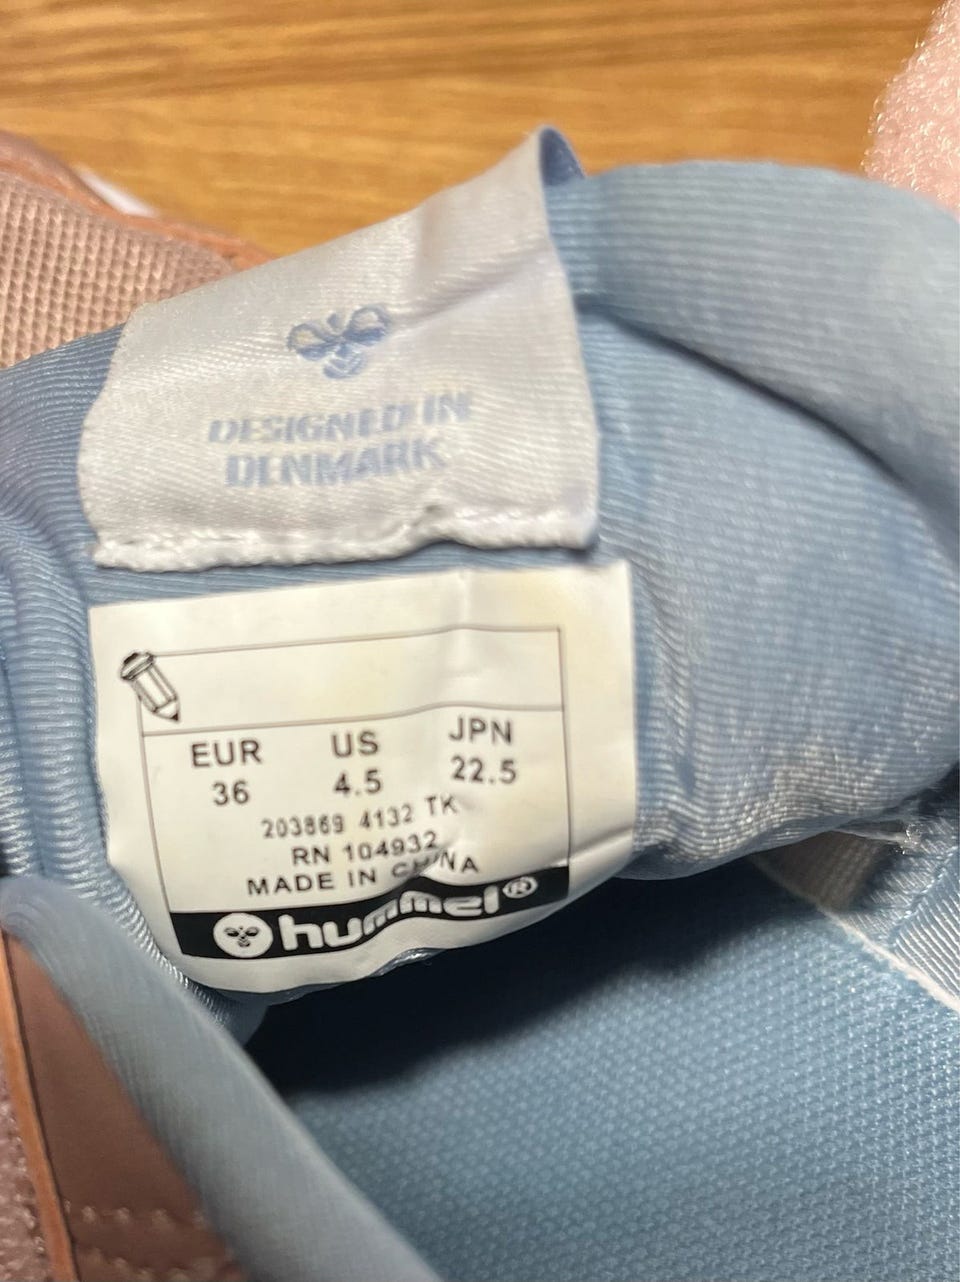 DESIGNED IN
DENMARK
EUR US JPN
36 4.5 22.5
203869 4132 TK
RN 104932
MADE IN CHINA
hummel®